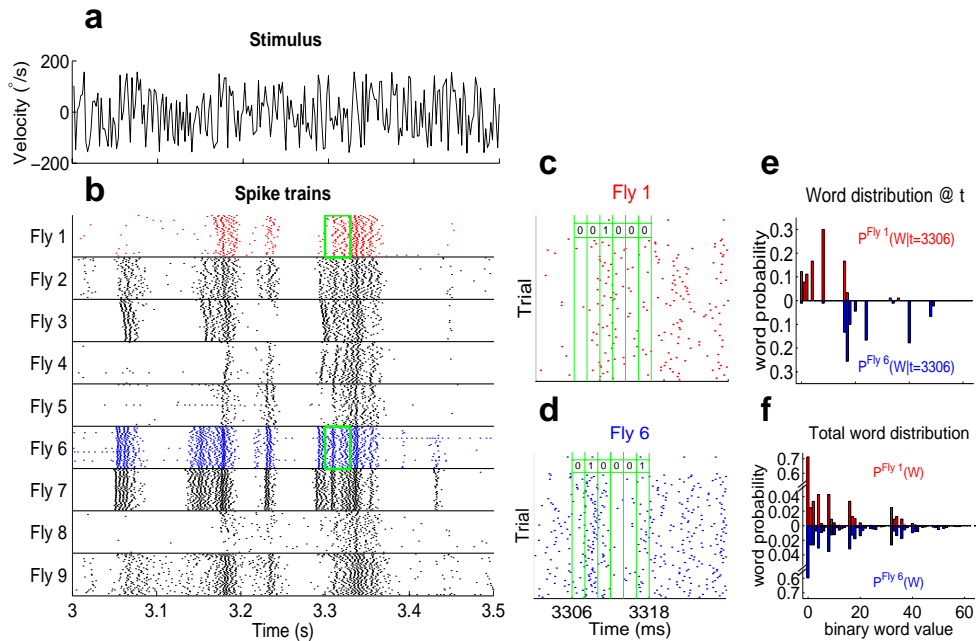 a
Stimulus
Velocity (°/s)
200
0
−200
b
Spike trains
Fly 1
Fly 2
Fly 3
Fly 4
Fly 5
Fly 6
Fly 7
Fly 8
Fly 9
3 3.1 3.2 3.3 3.4 3.5
Time (s)
c
Fly 1
0 0 1 0 0 0
Trial
d
Fly 6
0 1 0 0 0 1
Trial
3306 3318
Time (ms)
e
Word distribution @ t
word probability
0.3
0.2
0.1
0
0.1
0.2
0.3
P^Fly 1(W|t=3306)
P^Fly 6(W|t=3306)
f
Total word distribution
word probability
0.7
0.04
0.02
0
0.02
0.04
0.6
0.7
P^Fly 1(W)
P^Fly 6(W)
0 20 40 60
binary word value